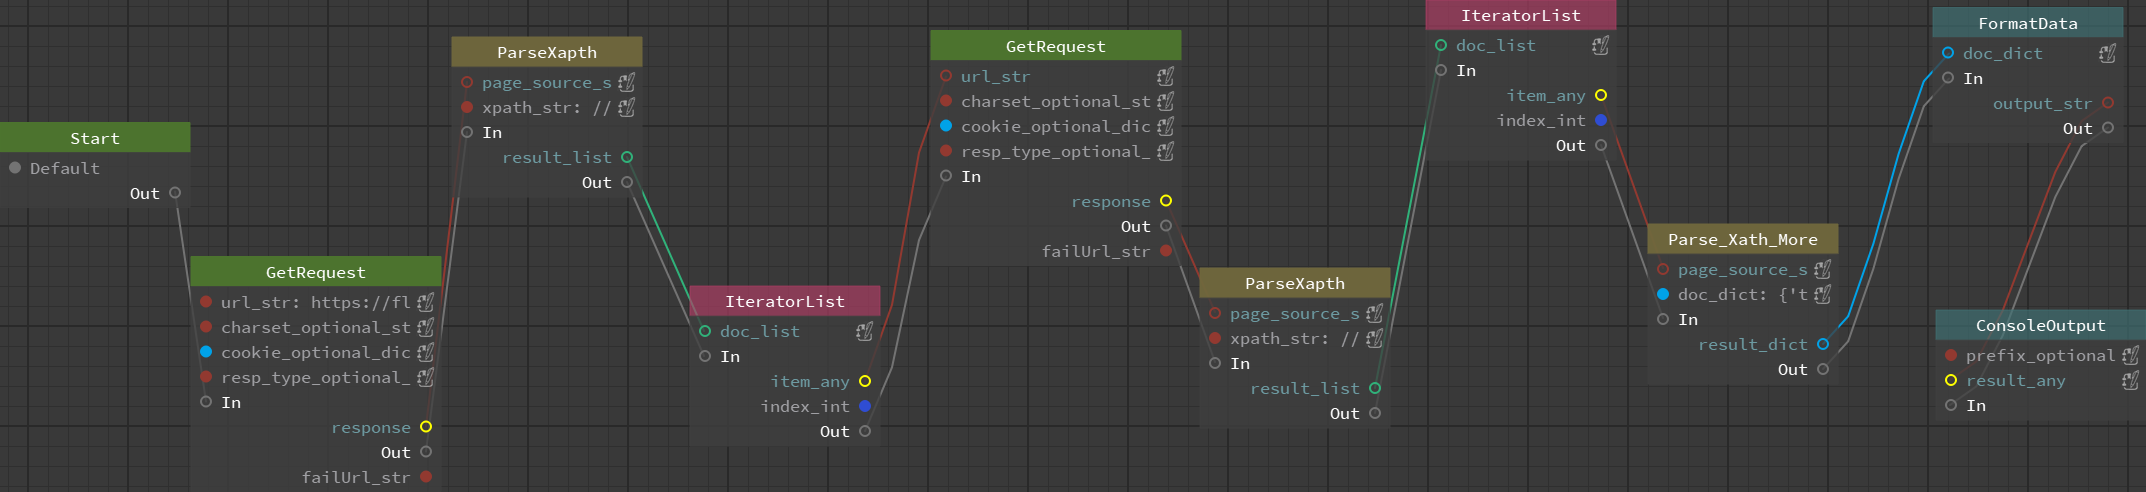 Start
Default
Out
GetRequest
url_str: https://fl
charset_optional_st
cookie_optional_dic
resp_type_optional_
In
response
Out
failUrl_str
ParseXapth
page_source_s
xpath_str: //
In
result_list
Out
IteratorList
doc_list
In
item_any
index_int
Out
GetRequest
url_str
charset_optional_st
cookie_optional_dic
resp_type_optional_
In
response
Out
failUrl_str
ParseXapth
page_source_s
xpath_str: //
In
result_list
Out
IteratorList
doc_list
In
item_any
index_int
Out
Parse_Xath_More
page_source_s
doc_dict: {'t
In
result_dict
Out
FormatData
doc_dict
In
output_str
Out
ConsoleOutput
prefix_optional
result_any
In